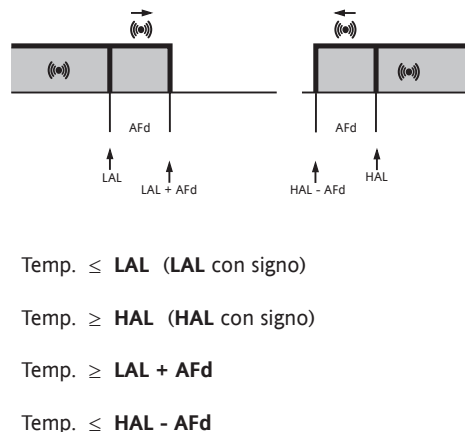 AFd
AFd
LAL
HAL
LAL + AFd
HAL - AFd
Temp. ≤ LAL (LAL con signo)
Temp. ≥ HAL (HAL con signo)
Temp. ≥ LAL + AFd
Temp. ≤ HAL - AFd